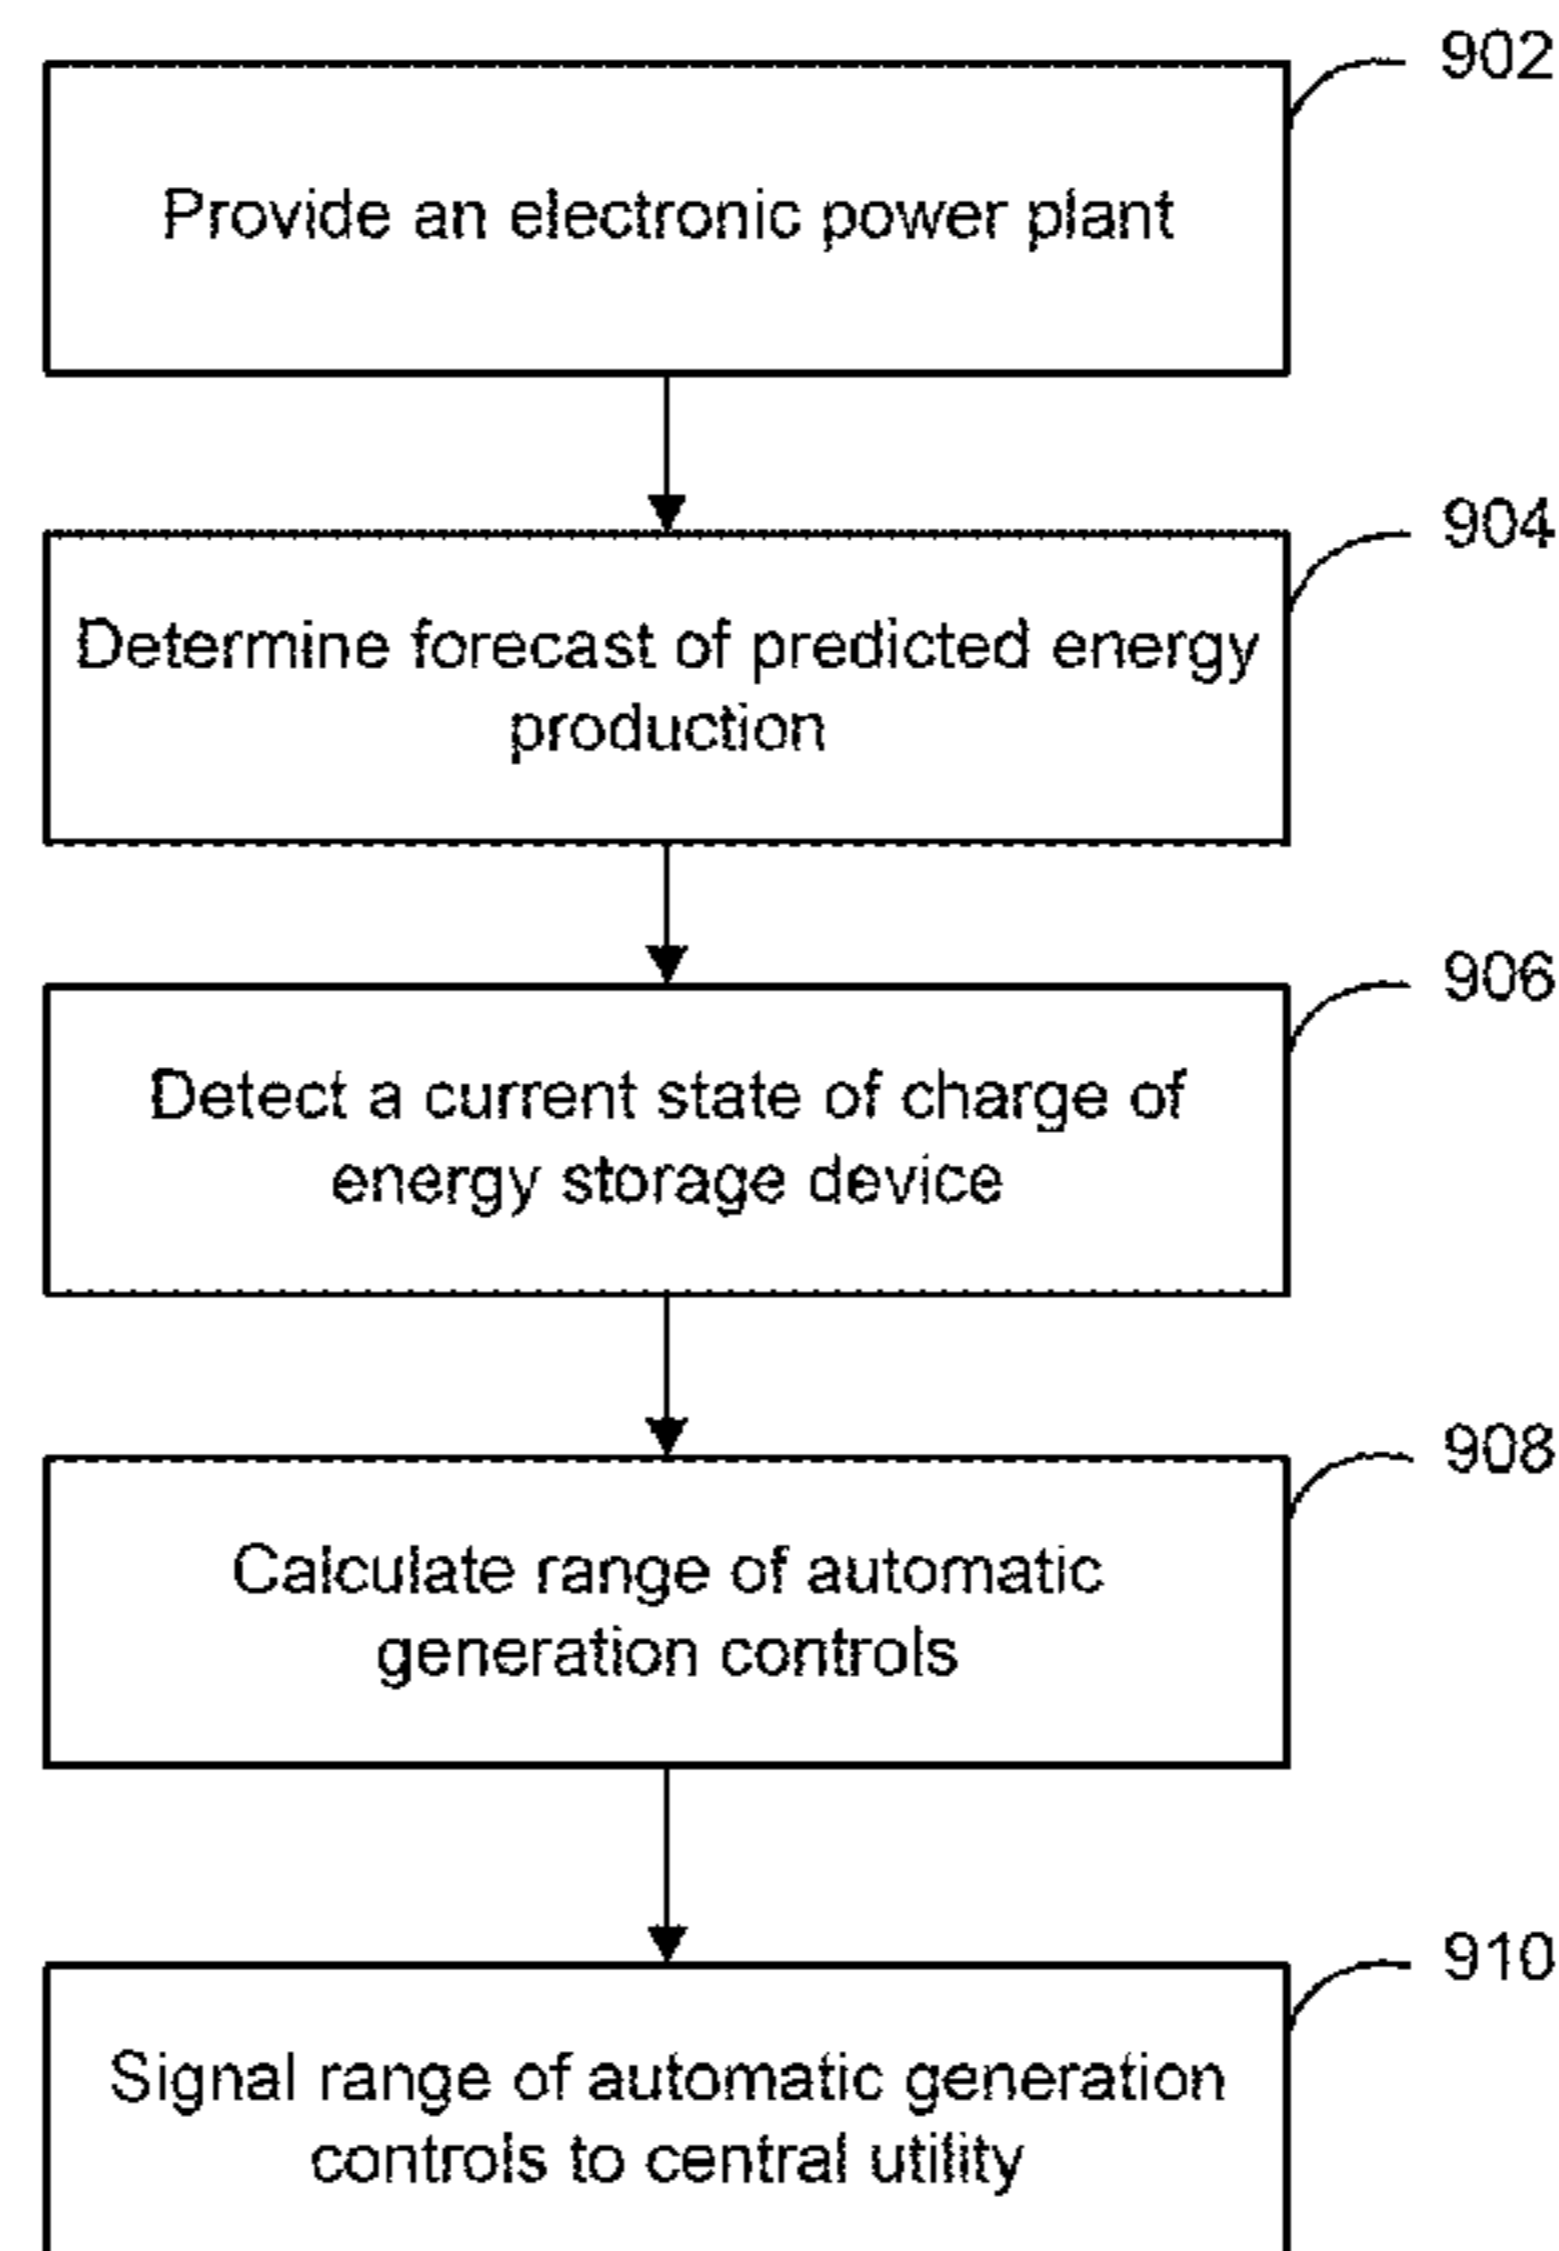 902
Provide an electronic power plant
904
Determine forecast of predicted energy
production
906
Detect a current state of charge of
energy storage device
908
Calculate range of automatic
generation controls
910
Signal range of automatic generation
controls to central utility